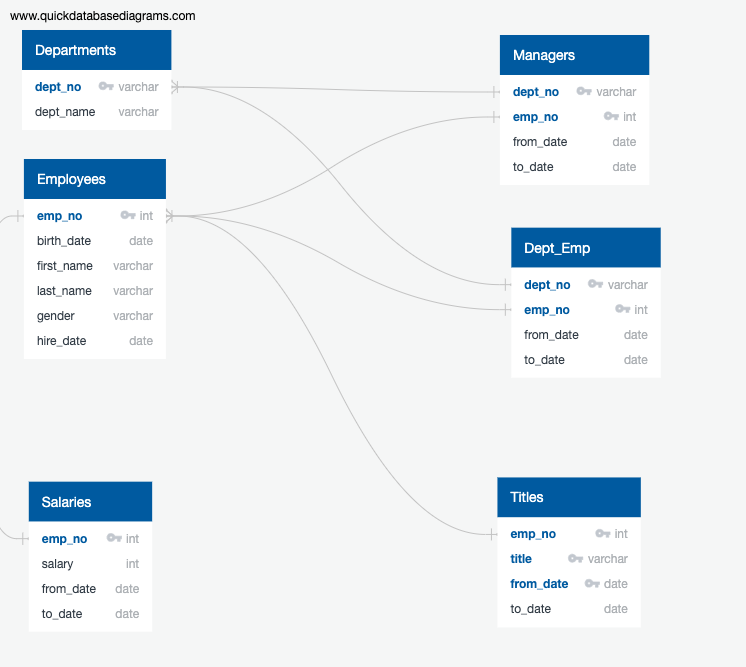 www.quickdatabasediagrams.com
Departments
dept_no varchar
dept_name varchar
Employees
emp_no int
birth_date date
first_name varchar
last_name varchar
gender varchar
hire_date date
Salaries
emp_no int
salary int
from_date date
to_date date
Managers
dept_no varchar
emp_no int
from_date date
to_date date
Dept_Emp
dept_no varchar
emp_no int
from_date date
to_date date
Titles
emp_no int
title varchar
from_date date
to_date date